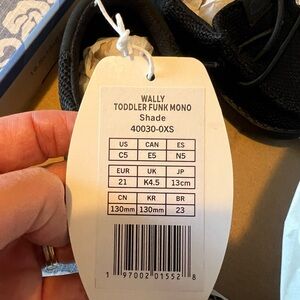 WALLY
TODDLER FUNK MONO
Shade
40030-0XS
US CAN ES
C5 E5 N5
EUR UK JP
21 K4.5 13cm
CN KR BR
130mm 130mm 23
1 97002 01552 8